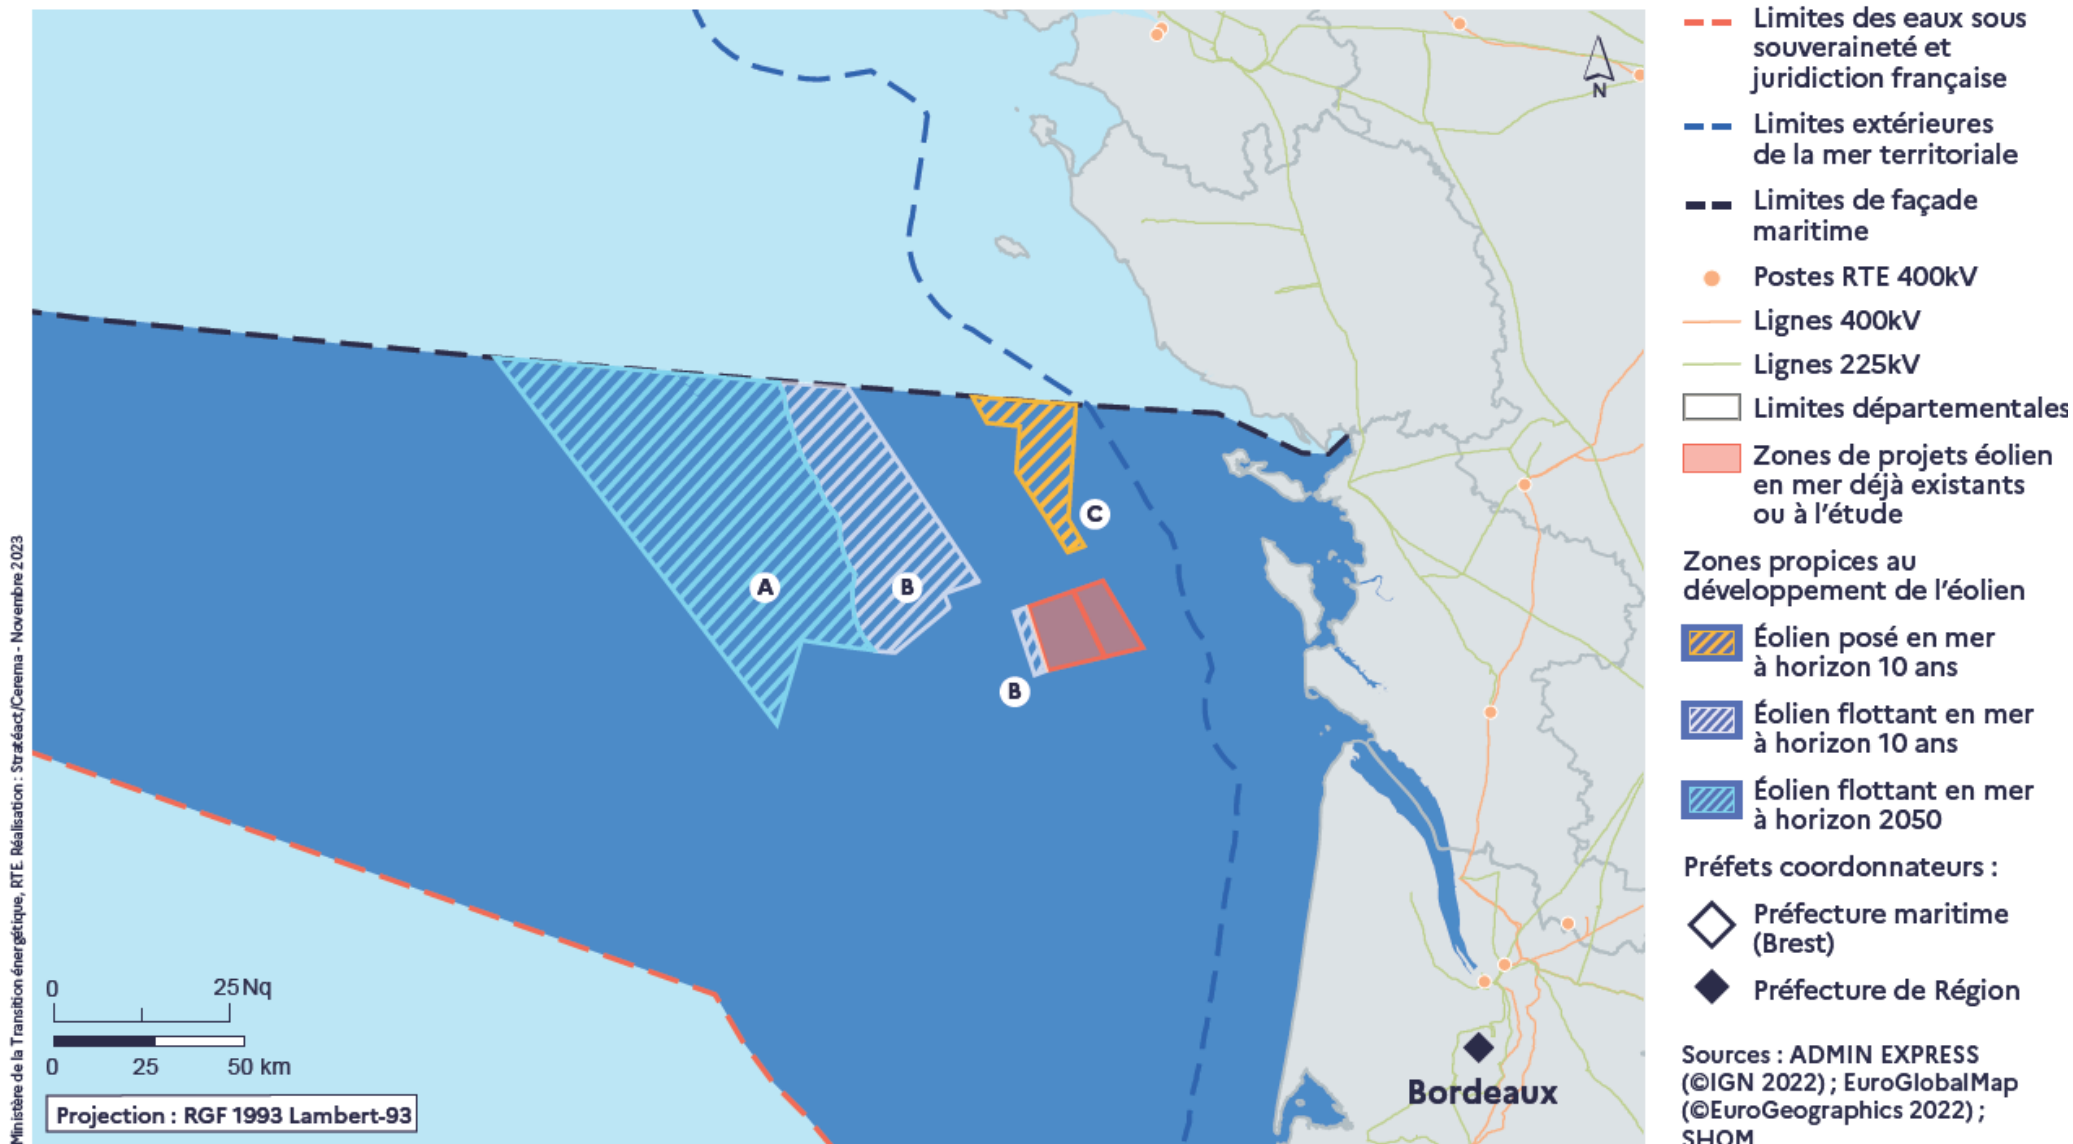 Ministère de la Transition énergétique, RTE. Réalisation : Stratéact/Cerema - Novembre 2023
N
A
B
C
B
0 25 Nq
0 25 50 km
Projection : RGF 1993 Lambert-93
Bordeaux
Limites des eaux sous
souveraineté et
juridiction française
Limites extérieures
de la mer territoriale
Limites de façade
maritime
Postes RTE 400kV
Lignes 400kV
Lignes 225kV
Limites départementales
Zones de projets éolien
en mer déjà existants
ou à l'étude
Zones propices au
développement de l'éolien
Éolien posé en mer
à horizon 10 ans
Éolien flottant en mer
à horizon 10 ans
Éolien flottant en mer
à horizon 2050
Préfets coordonnateurs :
Préfecture maritime
(Brest)
Préfecture de Région
Sources : ADMIN EXPRESS
(©IGN 2022) ; EuroGlobalMap
(©EuroGeographics 2022) ;
SHOM